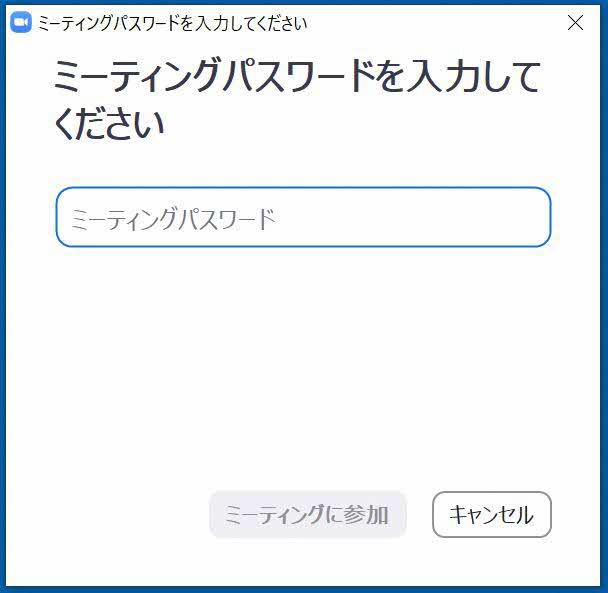 ミーティングパスワードを入力してください
ミーティングパスワードを入力して
ください
ミーティングパスワード
ミーティングに参加
キャンセル